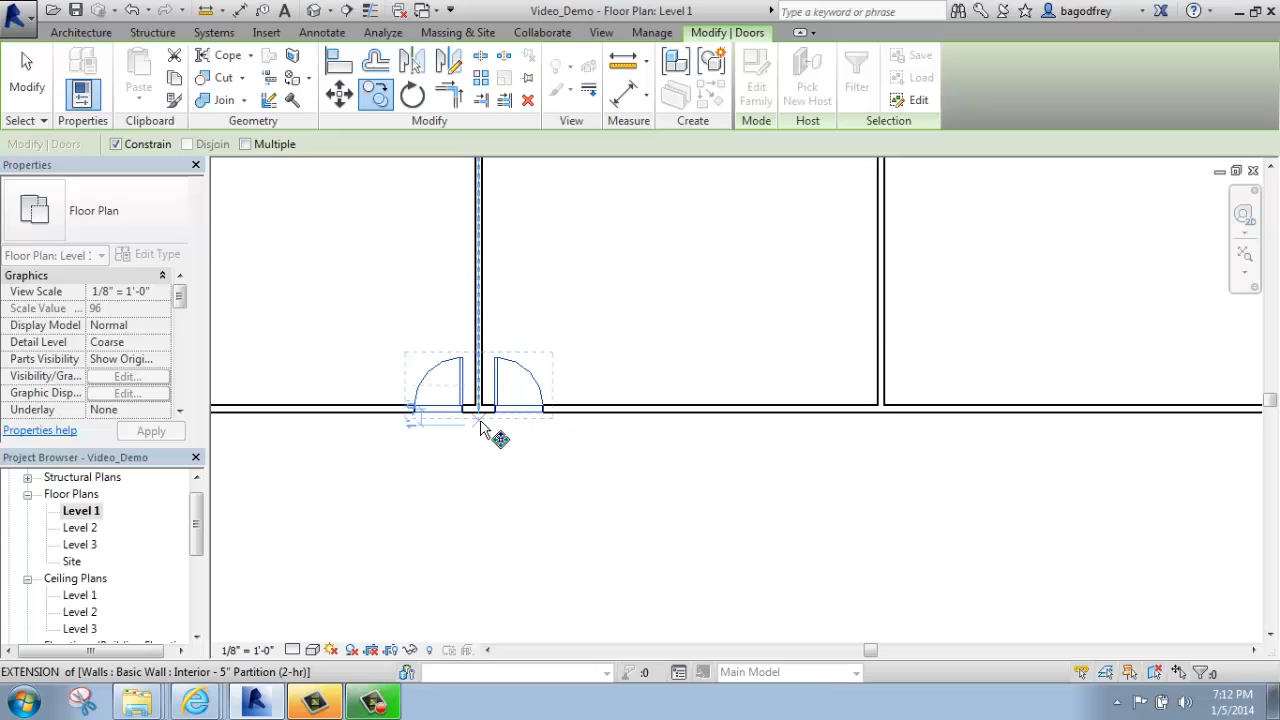 Video_Demo - Floor Plan: Level 1
Type a keyword or phrase
bagodfrey
Architecture Structure Systems Insert Annotate Analyze Massing & Site Collaborate View Manage Modify | Doors
Modify
Paste
Cope
Cut
Join
Edit Family
Pick New Host
Filter
Save
Load
Edit
Select Properties Clipboard Geometry Modify View Measure Create Mode Host Selection
Modify | Doors Constrain Disjoin Multiple
Properties
Floor Plan
Floor Plan: Level 1 Edit Type
Graphics
View Scale 1/8" = 1'-0"
Scale Value ... 96
Display Model Normal
Detail Level Coarse
Parts Visibility Show Origi...
Visibility/Gra... Edit...
Graphic Disp... Edit...
Underlay None
Properties help Apply
Project Browser - Video_Demo
Structural Plans
Floor Plans
Level 1
Level 2
Level 3
Site
Ceiling Plans
Level 1
Level 2
Level 3
2D
1/8" = 1'-0"
EXTENSION of [Walls : Basic Wall : Interior - 5" Partition (2-hr)]
:0
Main Model
:0
7:12 PM
1/5/2014